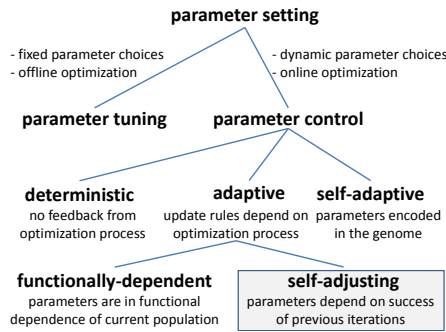 parameter setting
- fixed parameter choices
- offline optimization
- dynamic parameter choices
- online optimization
parameter tuning
parameter control
deterministic
no feedback from
optimization process
adaptive
update rules depend on
optimization process
self-adaptive
parameters encoded
in the genome
functionally-dependent
parameters are in functional
dependence of current population
self-adjusting
parameters depend on success
of previous iterations